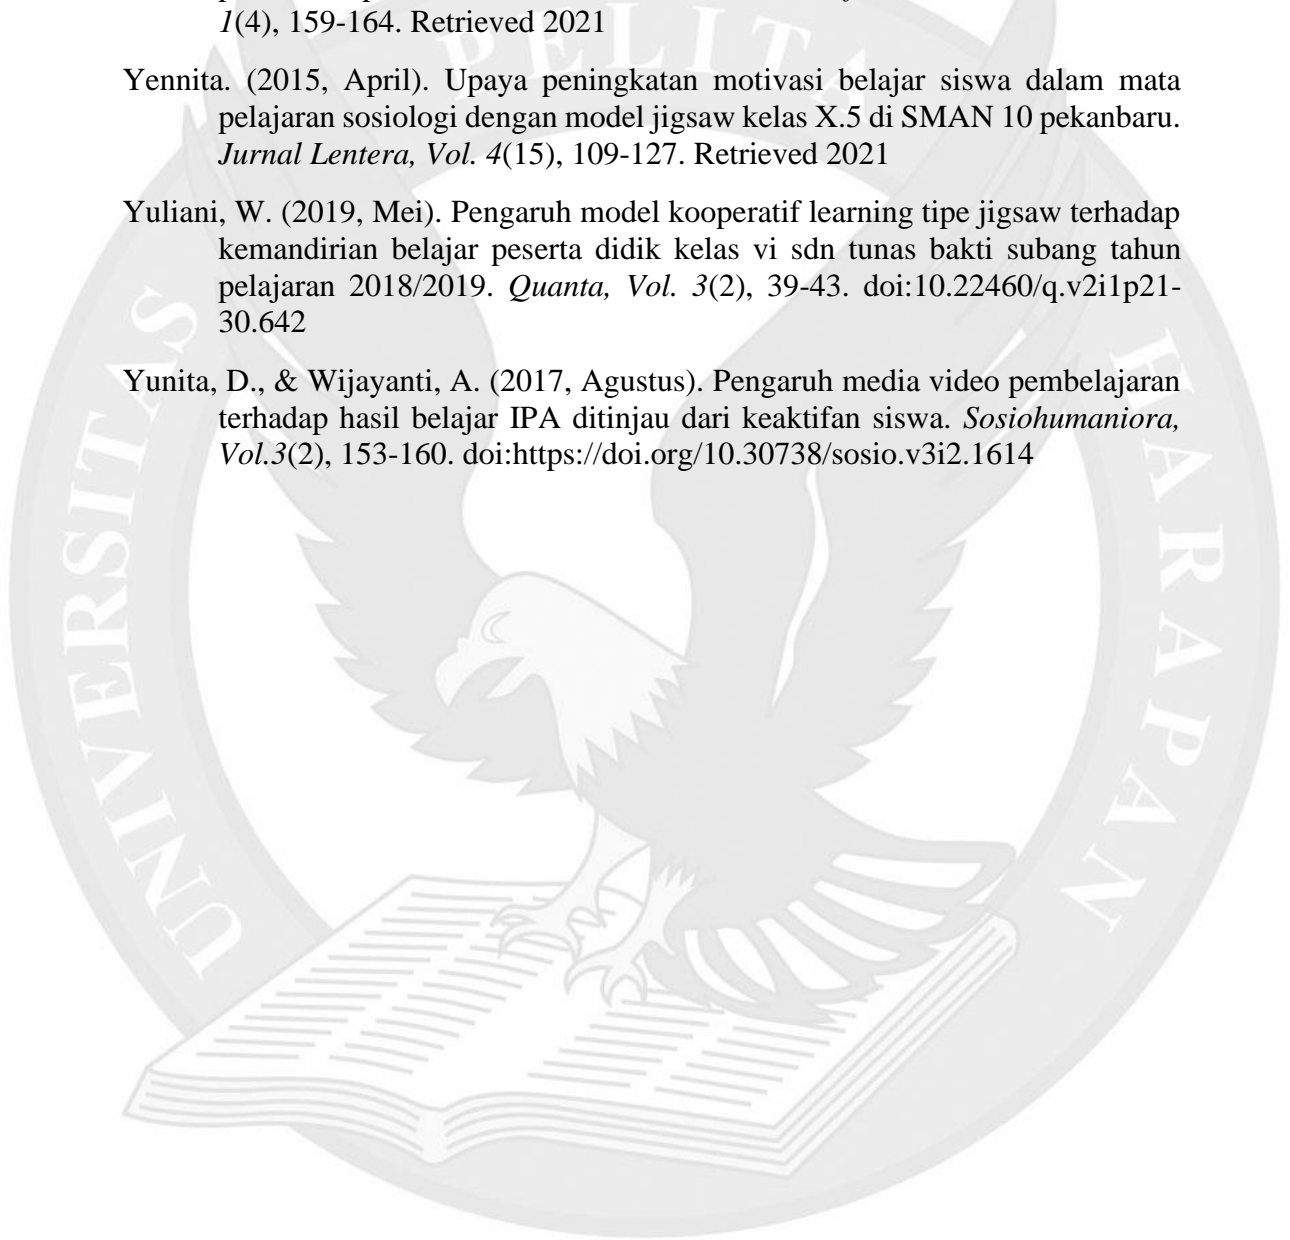 1(4), 159-164. Retrieved 2021
Yennita. (2015, April). Upaya peningkatan motivasi belajar siswa dalam mata
pelajaran sosiologi dengan model jigsaw kelas X.5 di SMAN 10 pekanbaru.
Jurnal Lentera, Vol. 4(15), 109-127. Retrieved 2021
Yuliani, W. (2019, Mei). Pengaruh model kooperatif learning tipe jigsaw terhadap
kemandirian belajar peserta didik kelas vi sdn tunas bakti subang tahun
pelajaran 2018/2019. Quanta, Vol. 3(2), 39-43. doi:10.22460/q.v2i1p21-
30.642
Yunita, D., & Wijayanti, A. (2017, Agustus). Pengaruh media video pembelajaran
terhadap hasil belajar IPA ditinjau dari keaktifan siswa. Sosiohumaniora,
Vol.3(2), 153-160. doi:https://doi.org/10.30738/sosio.v3i2.1614
UNIVERSITAS PELITA HARAPAN